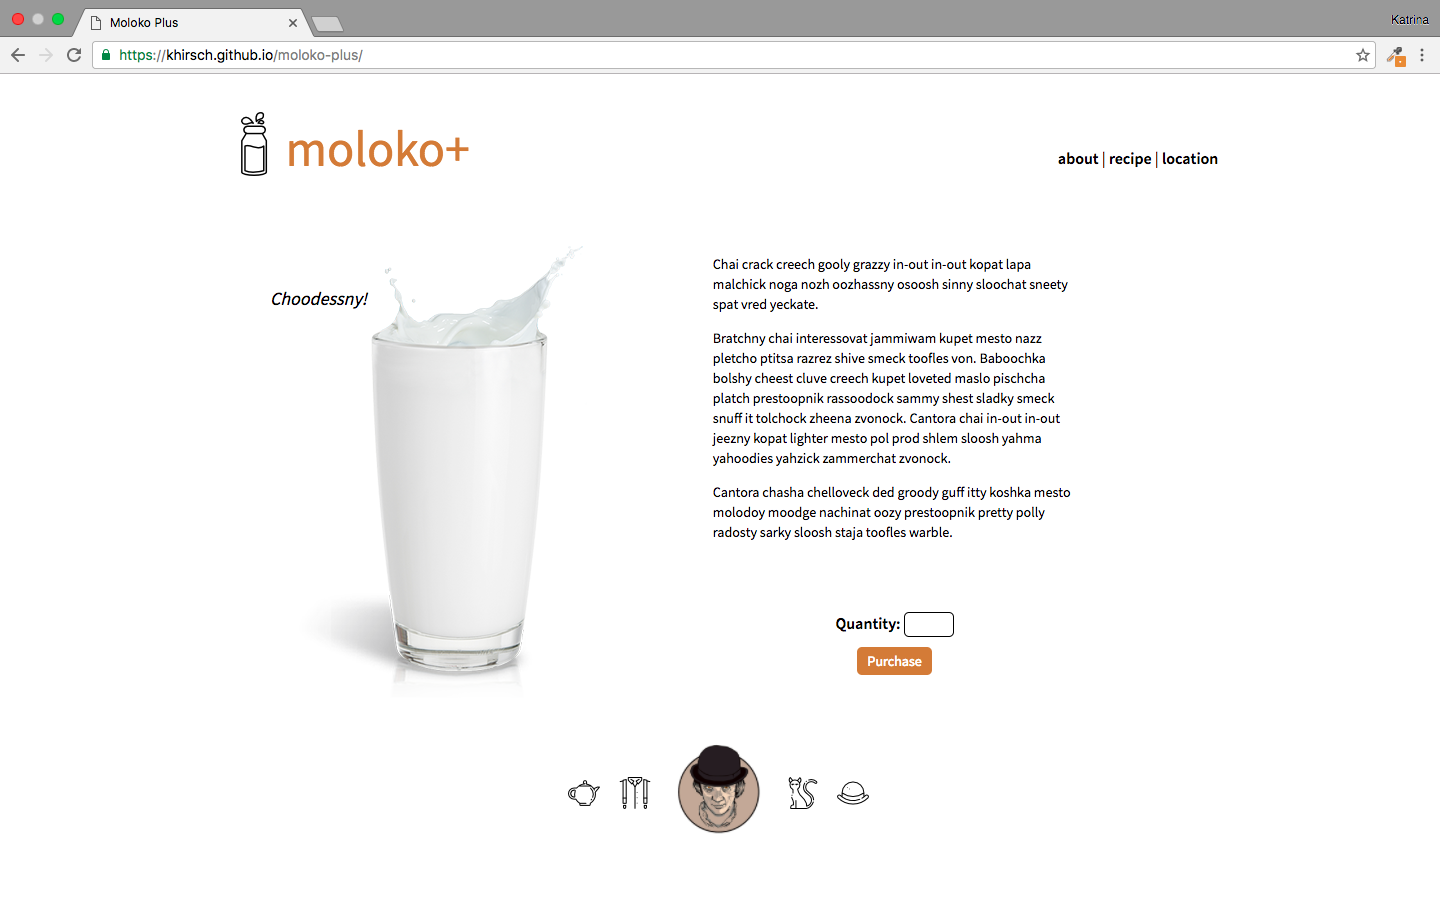 Moloko Plus
Katrina
https://khirsch.github.io/moloko-plus/
moloko+
about | recipe | location
Choodessny!
Chai crack creech gooly grazzy in-out in-out kopat lapa
malchick noga nozh oozhassny osoosh sinny sloochat sneety
spat vred yeckate.
Bratchny chai interessovat jammiwam kupet mesto nazz
pletcho ptitsa razrez shive smeck toofles von. Baboochka
bolshy cheest cluve creech kupet loveted maslo pischcha
platch prestoopnik rassoodock sammy shest sladky smeck
snuff it tolchock zheena zvonock. Cantora chai in-out in-out
jeezny kopat lighter mesto pol prod shlem sloosh yahma
yahoodies yahzick zammerchat zvonock.
Cantora chasha chelloveck ded groody guff itty koshka mesto
molodoy moodge nachinat oozy prestoopnik pretty polly
radosty sarky sloosh staja toofles warble.
Quantity:
Purchase